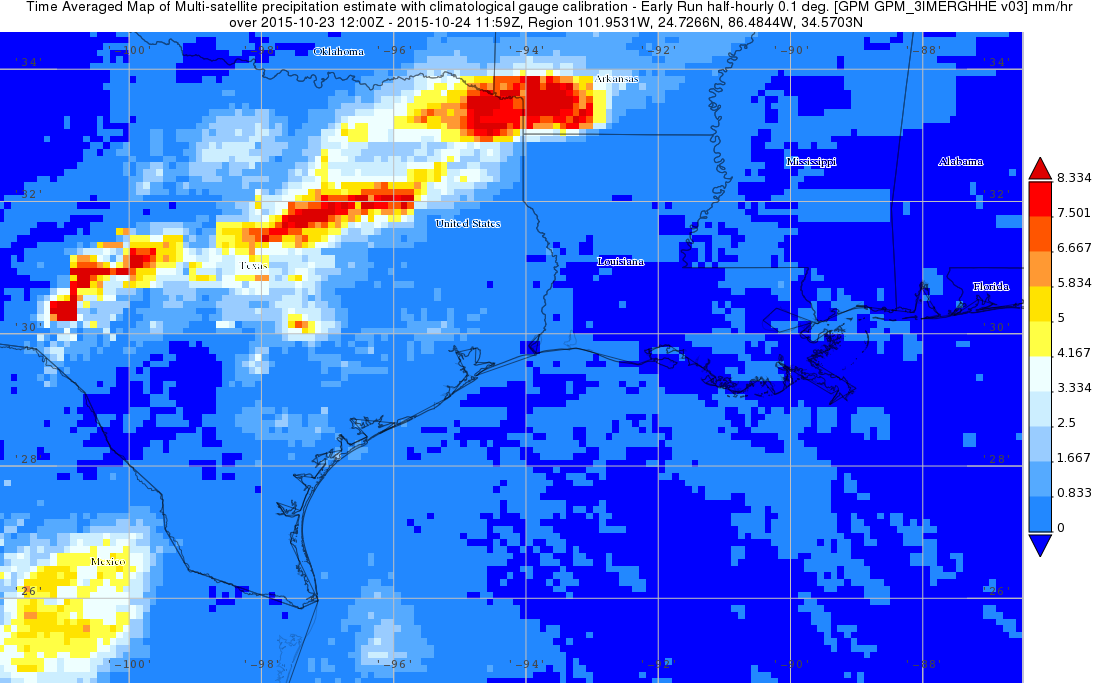 Time Averaged Map of Multi-satellite precipitation estimate with climatological gauge calibration - Early Run half-hourly 0.1 deg. [GPM GPM_3IMERGHHE v03] mm/hr
over 2015-10-23 12:00Z - 2015-10-24 11:59Z, Region 101.9531W, 24.7266N, 86.4844W, 34.5703N
'-100' '-98' '-96' '-94' '-92' '-90' '-88'
Oklahoma
'34' '34'
Arkansas
Mississippi Alabama
8.334
'32' '32'
7.501
United States
6.667
Louisiana
Texas
5.834
Florida
5
'30' '30'
4.167
3.334
2.5
1.667
'28' '28'
0.833
0
Mexico
'26' '26'
'-100' '-98' '-96' '-94' '-92' '-90' '-88'